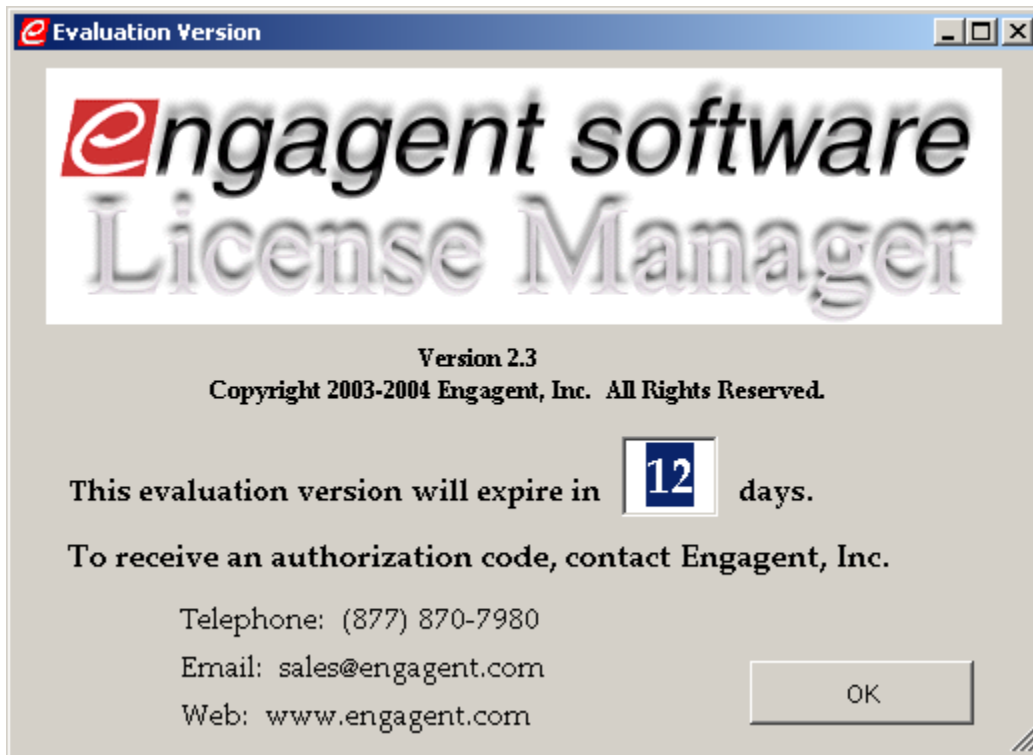 Evaluation Version
engagent software
License Manager
Version 2.3
Copyright 2003-2004 Engagent, Inc. All Rights Reserved.
This evaluation version will expire in 12 days.
To receive an authorization code, contact Engagent, Inc.
Telephone: (877) 870-7980
Email: sales@engagent.com
Web: www.engagent.com
OK